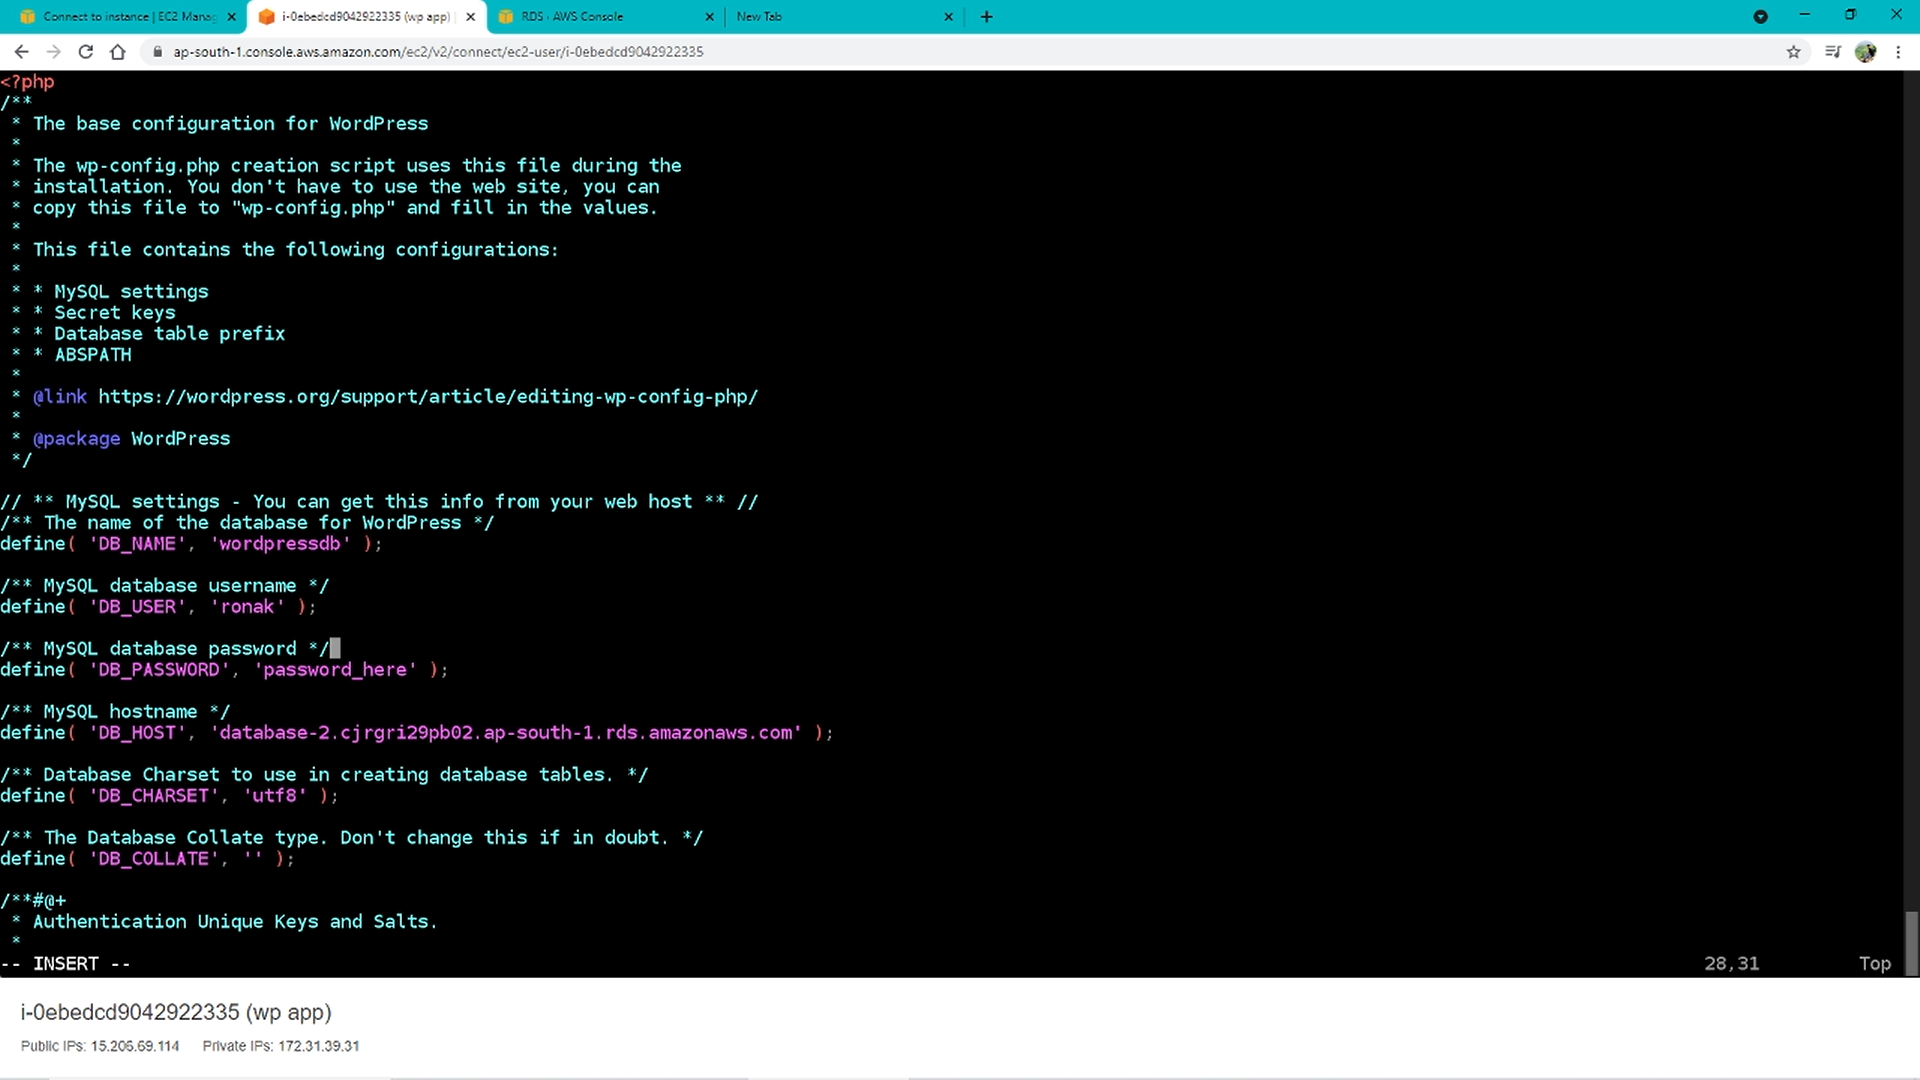 Connect to instance | EC2 Manag
i-0ebedcd9042922335 (wp app)
RDS · AWS Console
New Tab
ap-south-1.console.aws.amazon.com/ec2/v2/connect/ec2-user/i-0ebedcd9042922335
<?php
/**
 * The base configuration for WordPress
 *
 * The wp-config.php creation script uses this file during the
 * installation. You don't have to use the web site, you can
 * copy this file to "wp-config.php" and fill in the values.
 *
 * This file contains the following configurations:
 *
 * * MySQL settings
 * * Secret keys
 * * Database table prefix
 * * ABSPATH
 *
 * @link https://wordpress.org/support/article/editing-wp-config-php/
 *
 * @package WordPress
 */
// ** MySQL settings - You can get this info from your web host ** //
/** The name of the database for WordPress */
define( 'DB_NAME', 'wordpressdb' );
/** MySQL database username */
define( 'DB_USER', 'ronak' );
/** MySQL database password */
define( 'DB_PASSWORD', 'password_here' );
/** MySQL hostname */
define( 'DB_HOST', 'database-2.cjrgri29pb02.ap-south-1.rds.amazonaws.com' );
/** Database Charset to use in creating database tables. */
define( 'DB_CHARSET', 'utf8' );
/** The Database Collate type. Don't change this if in doubt. */
define( 'DB_COLLATE', '' );
/**#@+
 * Authentication Unique Keys and Salts.
 *
-- INSERT -- 28,31 Top
i-0ebedcd9042922335 (wp app)
Public IPs: 15.206.69.114 Private IPs: 172.31.39.31